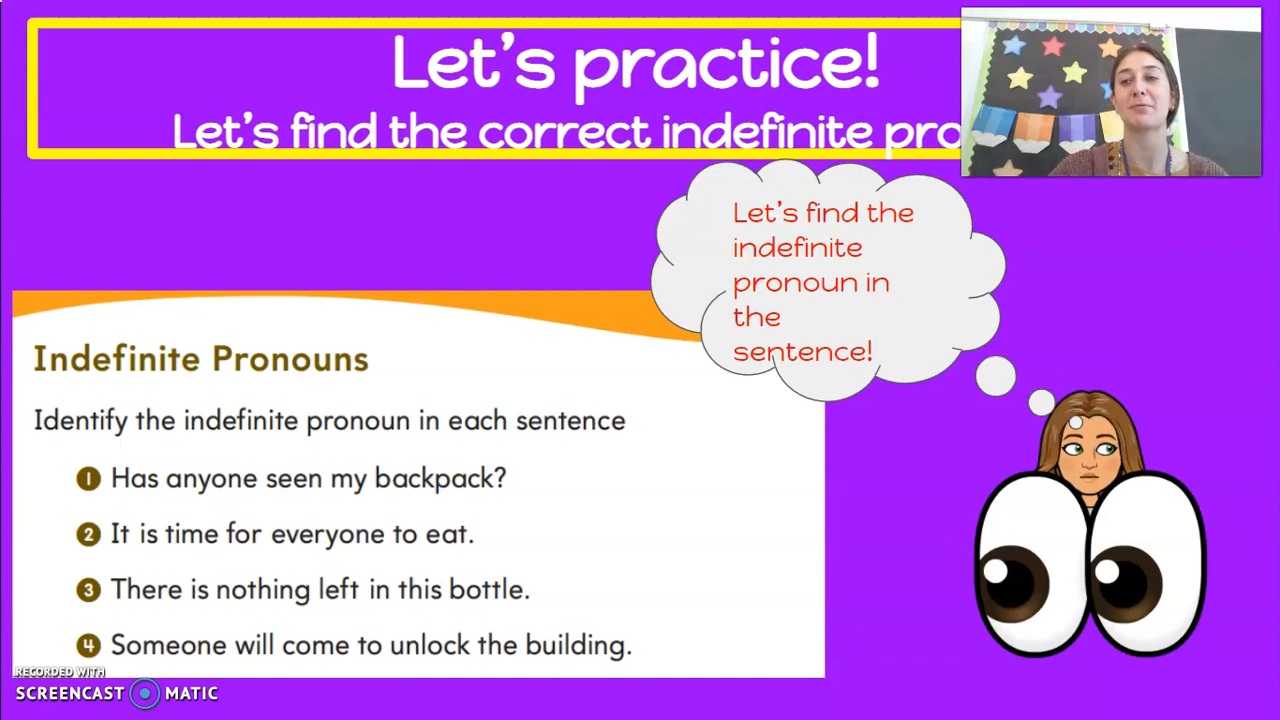 Let's practice!
Let's find the correct indefinite pro
Let's find the
indefinite
pronoun in
the
sentence!
Indefinite Pronouns
Identify the indefinite pronoun in each sentence
1 Has anyone seen my backpack?
2 It is time for everyone to eat.
3 There is nothing left in this bottle.
4 Someone will come to unlock the building.
RECORDED WITH
SCREENCAST MATIC